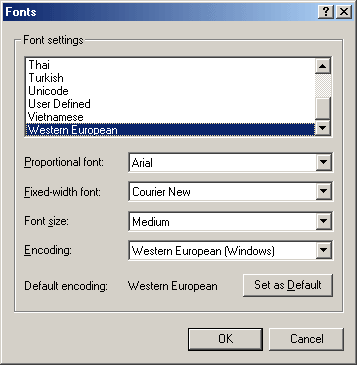 Fonts
Font settings
Thai
Turkish
Unicode
User Defined
Vietnamese
Western European
Proportional font: Arial
Fixed-width font: Courier New
Font size: Medium
Encoding: Western European (Windows)
Default encoding: Western European Set as Default
OK Cancel